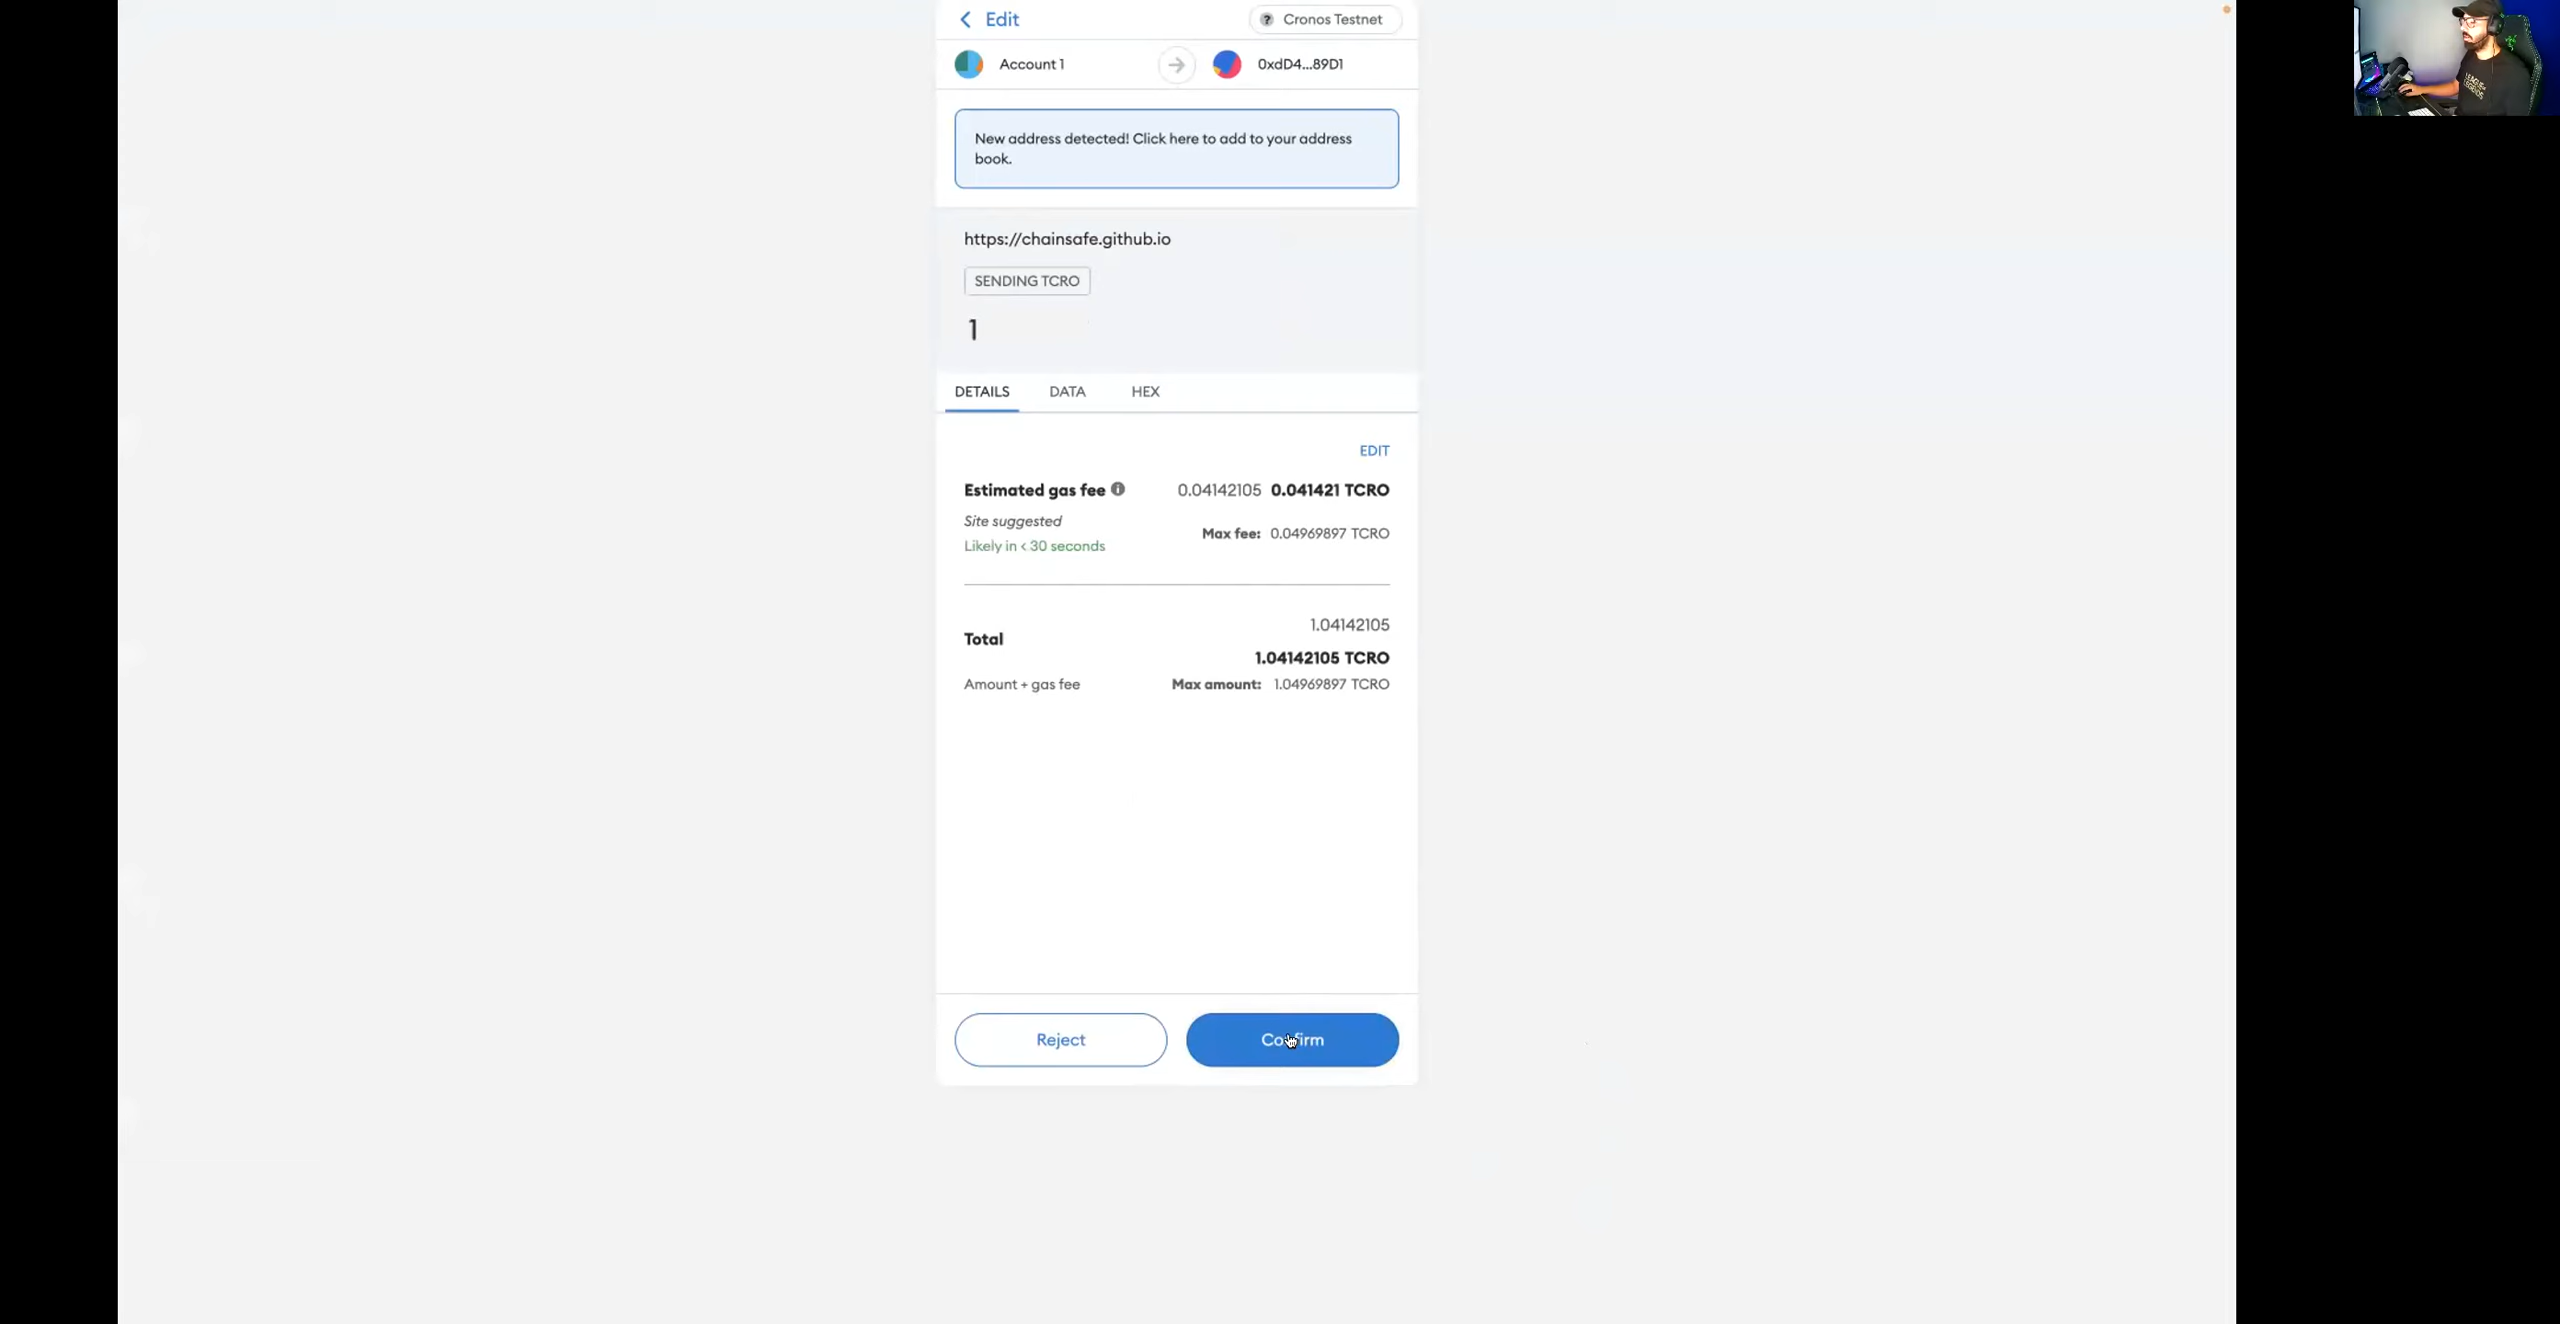 Edit
Cronos Testnet
Account 1
0xdD4...89D1
New address detected! Click here to add to your address
book.
https://chainsafe.github.io
SENDING TCRO
1
DETAILS DATA HEX
EDIT
Estimated gas fee 0.04142105 0.041421 TCRO
Site suggested
Max fee: 0.04969897 TCRO
Likely in < 30 seconds
1.04142105
Total
1.04142105 TCRO
Amount + gas fee Max amount: 1.04969897 TCRO
Reject Confirm
LEAGUE
LEGENDS